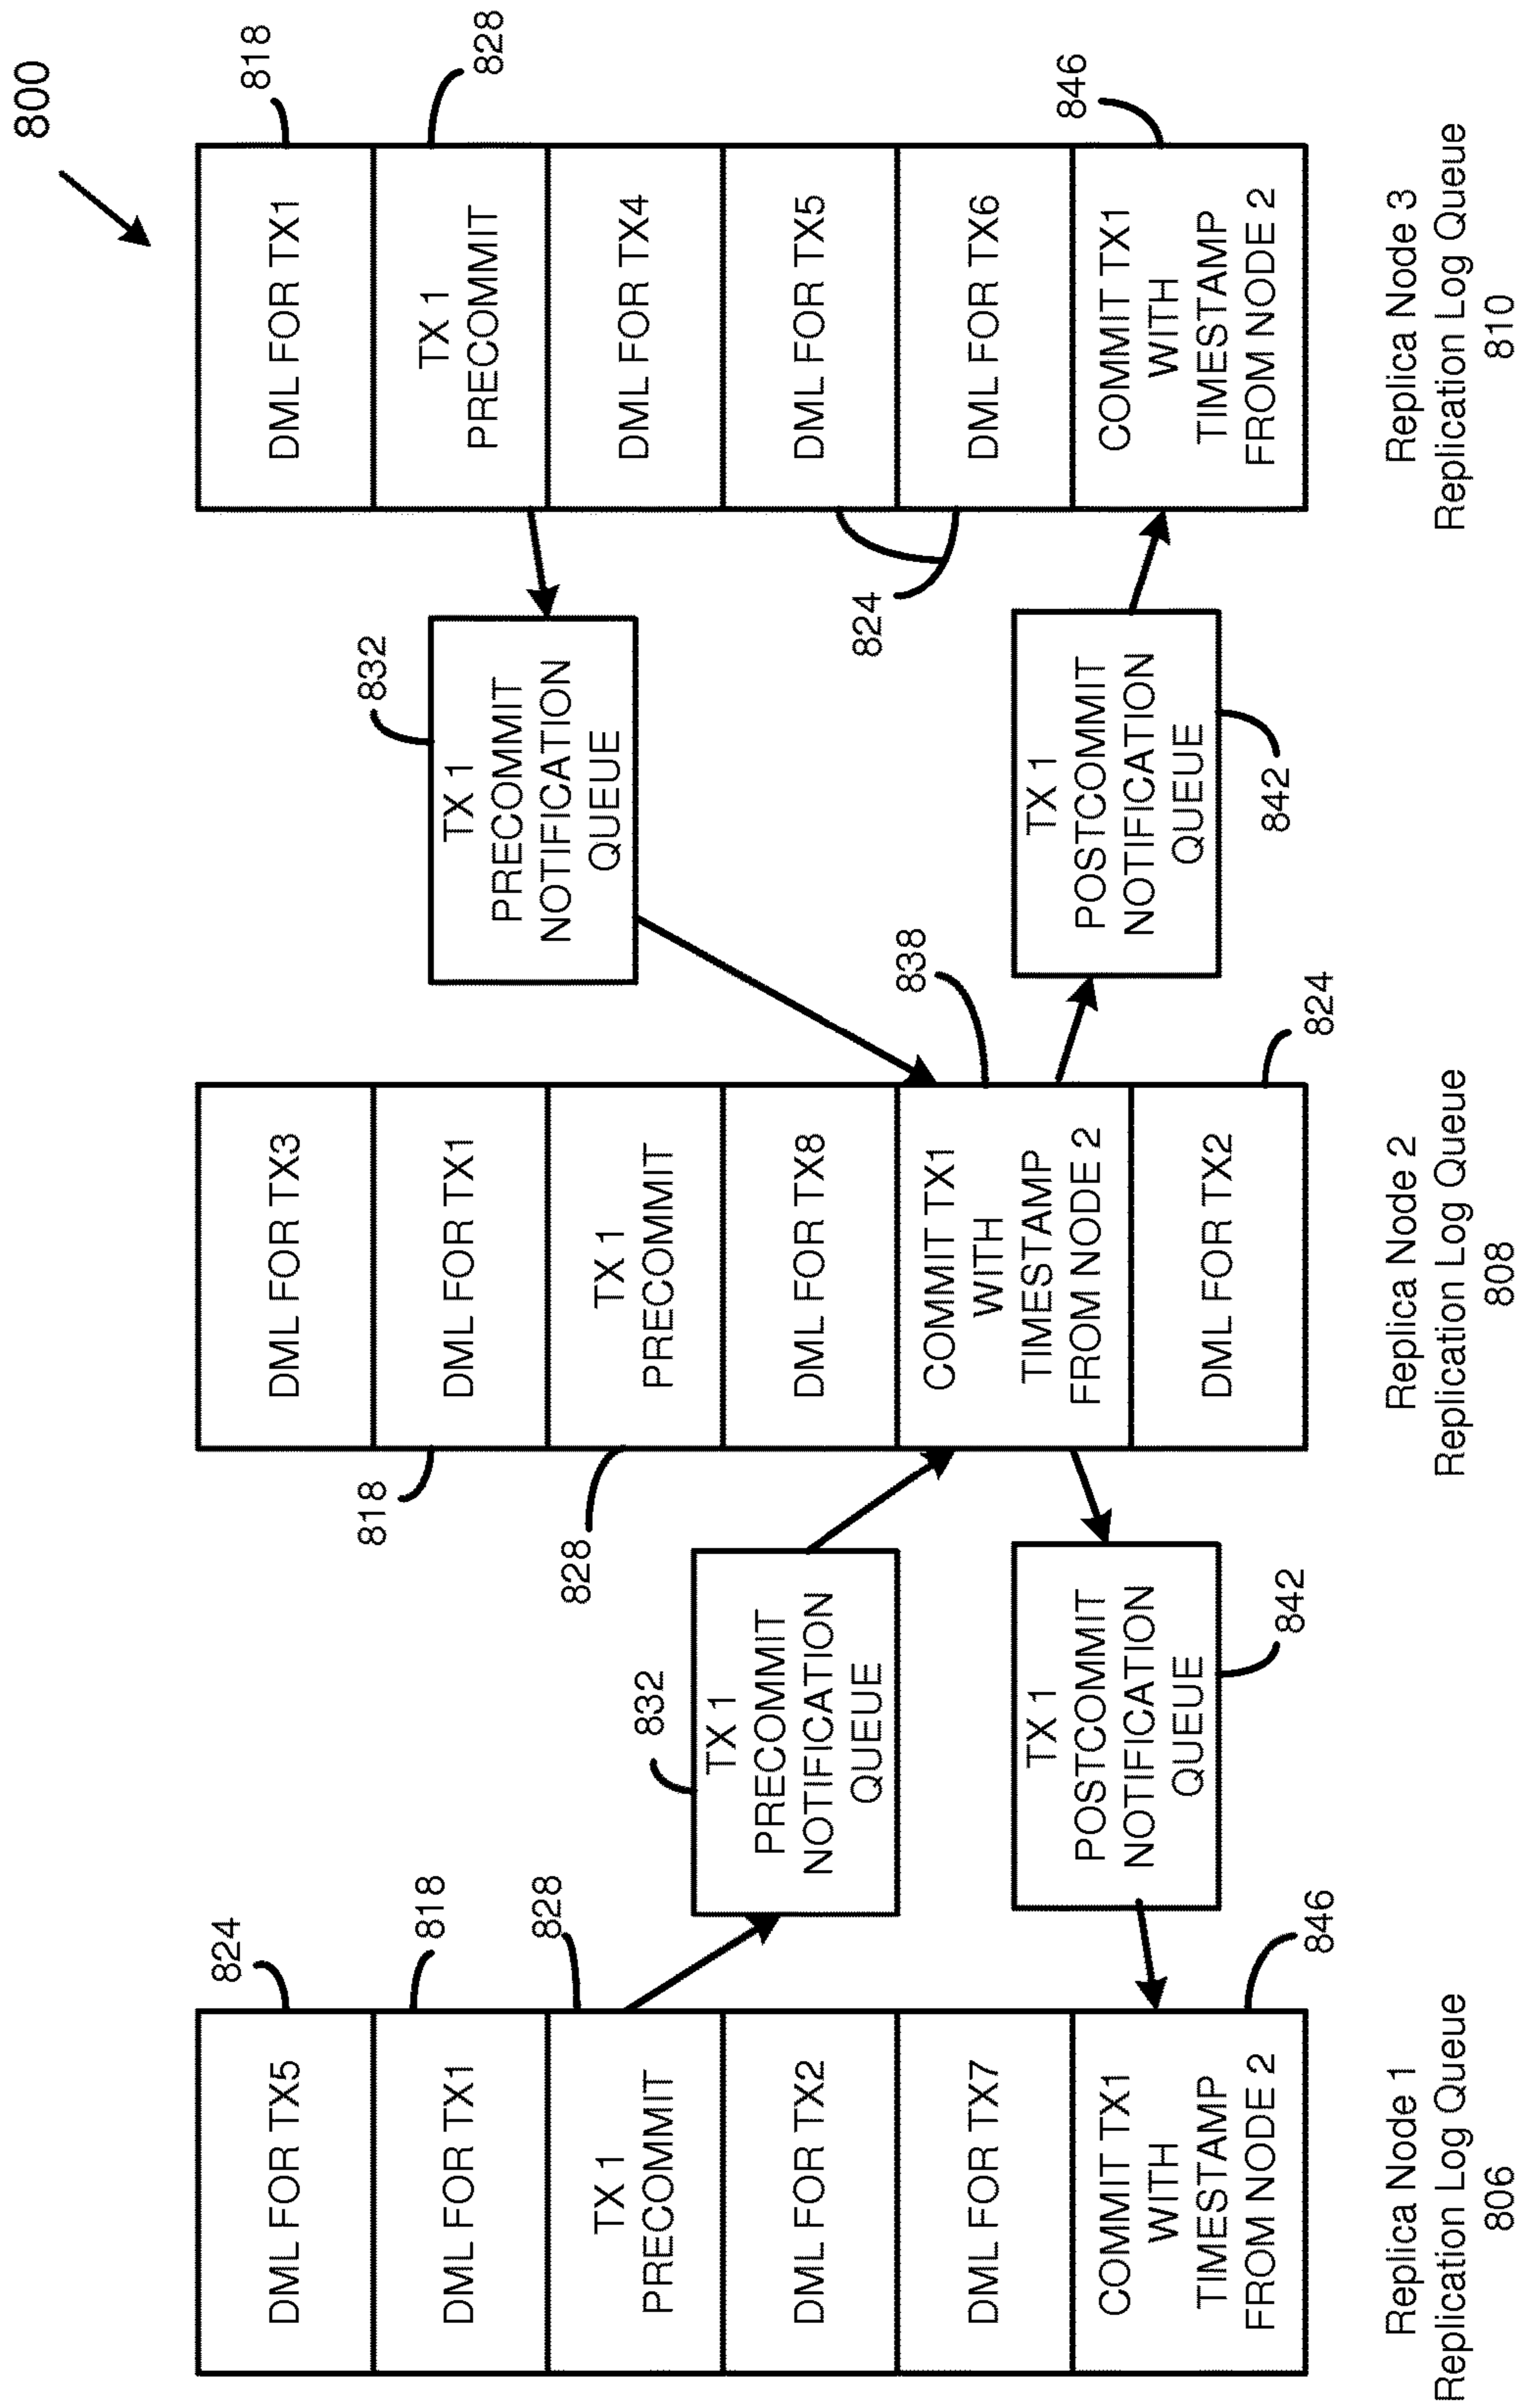 800
DML FOR TX5
DML FOR TX1
TX 1
PRECOMMIT
DML FOR TX2
DML FOR TX7
COMMIT TX1
WITH
TIMESTAMP
FROM NODE 2
824
818
828
846
Replica Node 1
Replication Log Queue
806
832
TX 1
PRECOMMIT
NOTIFICATION
QUEUE
TX 1
POSTCOMMIT
NOTIFICATION
QUEUE
842
818
828
DML FOR TX3
DML FOR TX1
TX 1
PRECOMMIT
DML FOR TX8
COMMIT TX1
WITH
TIMESTAMP
FROM NODE 2
DML FOR TX2
838
824
Replica Node 2
Replication Log Queue
808
832
TX 1
PRECOMMIT
NOTIFICATION
QUEUE
TX 1
POSTCOMMIT
NOTIFICATION
QUEUE
842
824
DML FOR TX1
TX 1
PRECOMMIT
DML FOR TX4
DML FOR TX5
DML FOR TX6
COMMIT TX1
WITH
TIMESTAMP
FROM NODE 2
818
828
846
Replica Node 3
Replication Log Queue
810